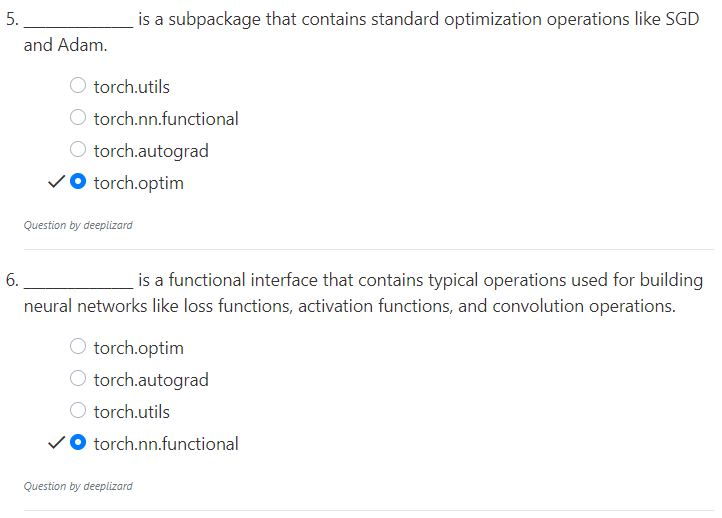 5. ____________ is a subpackage that contains standard optimization operations like SGD
and Adam.
torch.utils
torch.nn.functional
torch.autograd
torch.optim
Question by deeplizard
6. ____________ is a functional interface that contains typical operations used for building
neural networks like loss functions, activation functions, and convolution operations.
torch.optim
torch.autograd
torch.utils
torch.nn.functional
Question by deeplizard